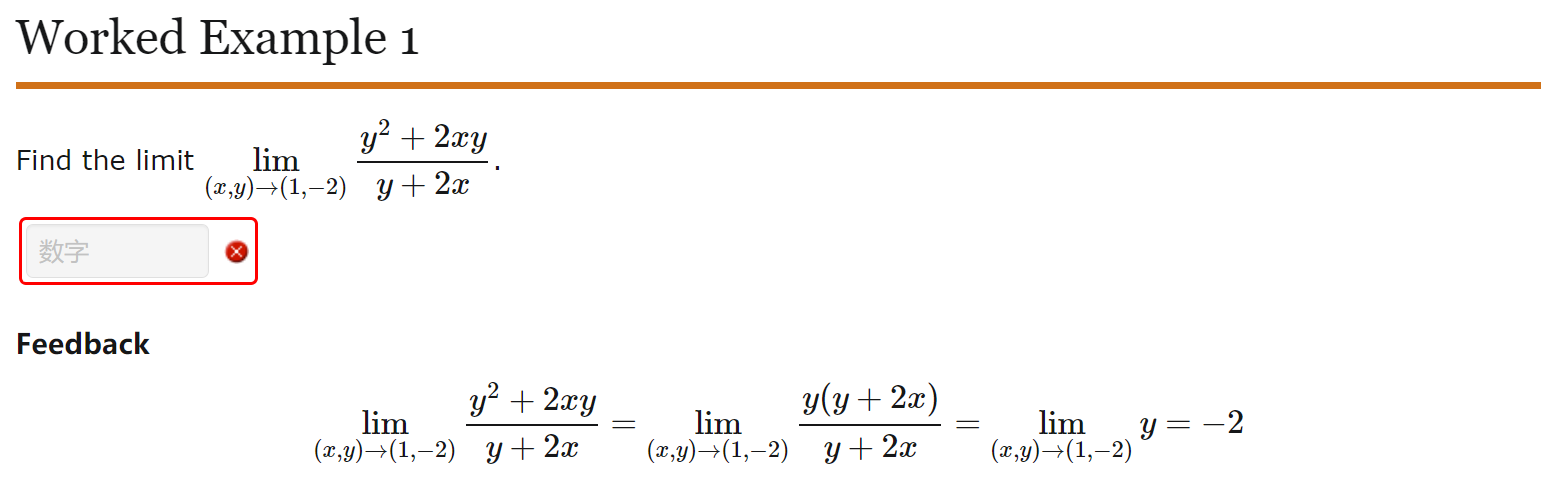 Worked Example 1
Find the limit \lim_{(x,y)\to(1,-2)} \frac{y^2 + 2xy}{y + 2x}.
数字
Feedback
\lim_{(x,y)\to(1,-2)} \frac{y^2 + 2xy}{y + 2x} = \lim_{(x,y)\to(1,-2)} \frac{y(y + 2x)}{y + 2x} = \lim_{(x,y)\to(1,-2)} y = -2